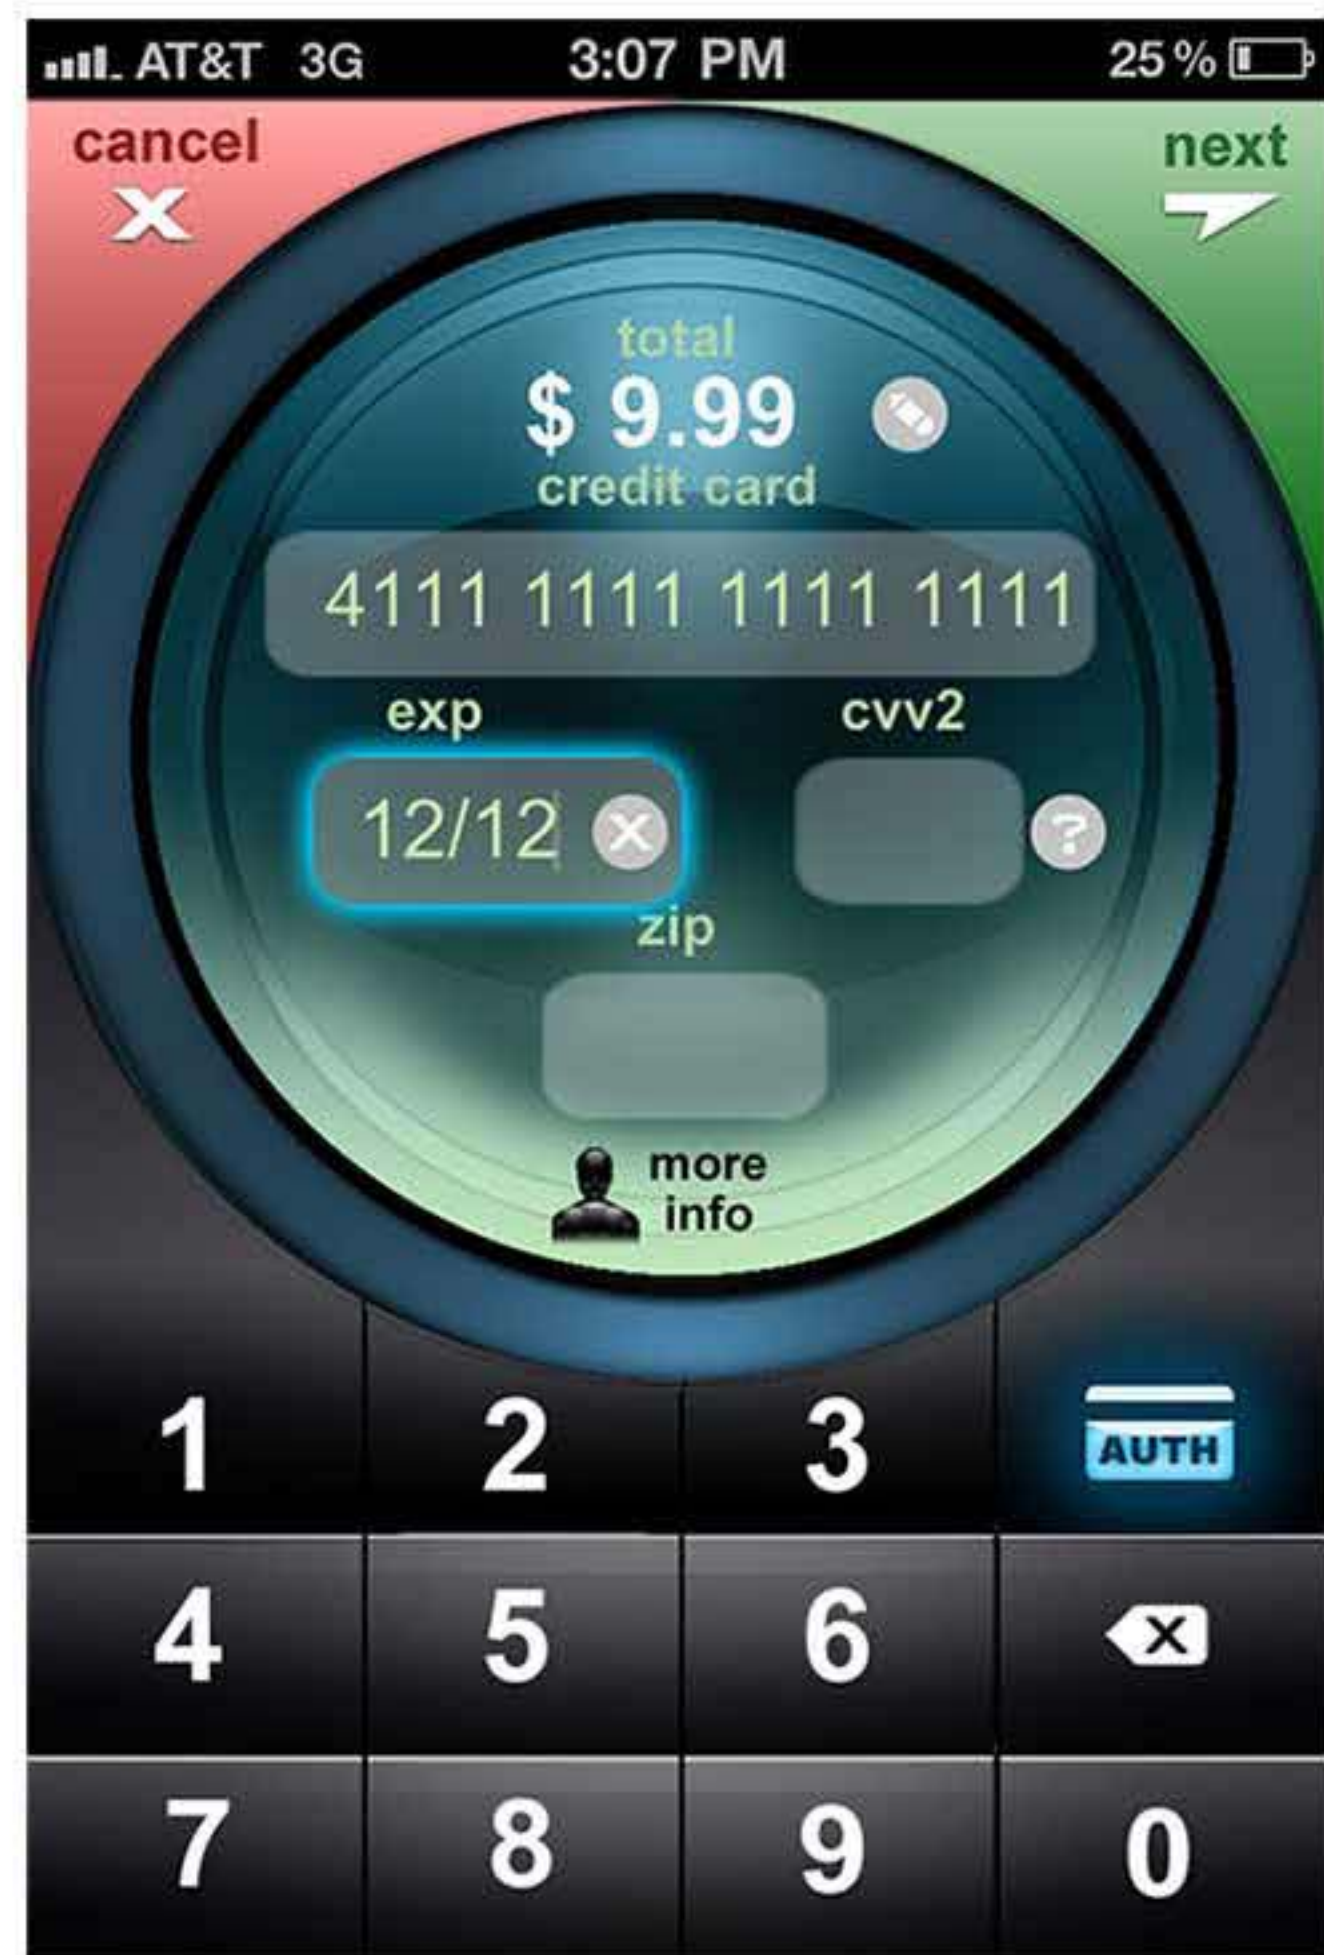 AT&T 3G 3:07 PM 25%
cancel next
total
$ 9.99
credit card
4111 1111 1111 1111
exp cvv2
12/12 ?
zip
more
info
1 2 3 AUTH
4 5 6
7 8 9 0